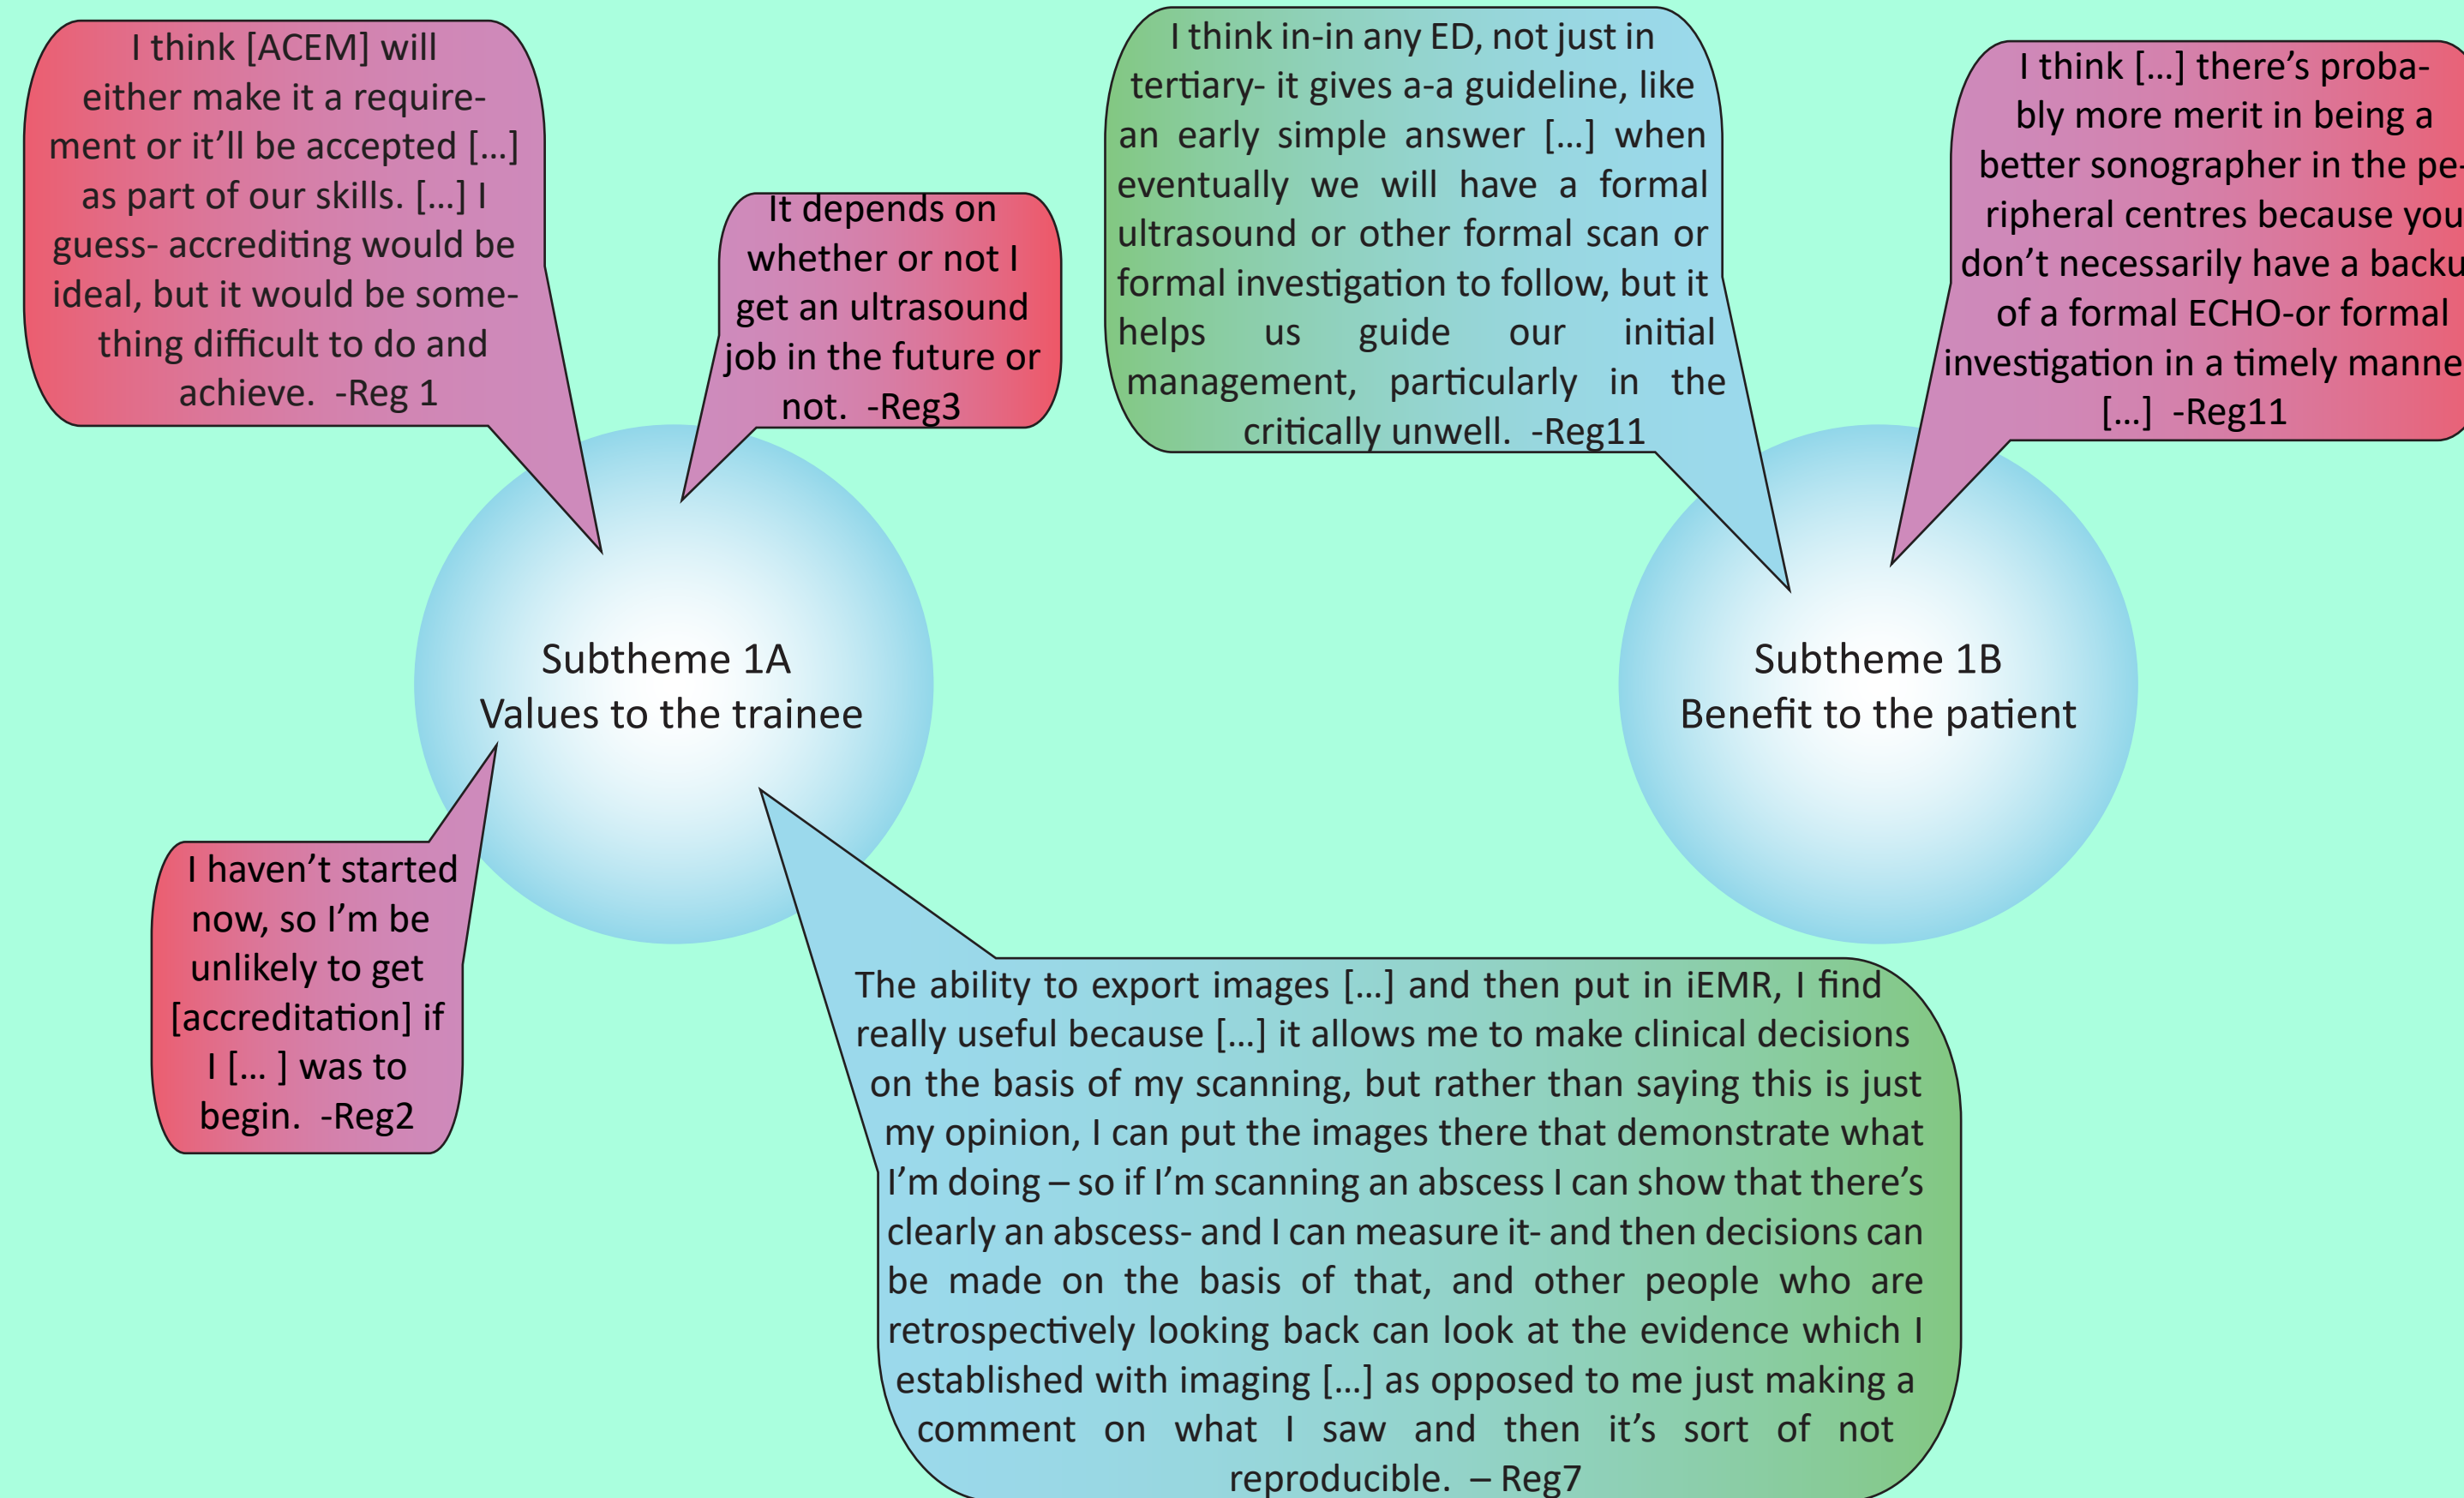 I think [ACEM] will
either make it a require-
ment or it'll be accepted [...]
as part of our skills. [...] I
guess- accrediting would be
ideal, but it would be some-
thing difficult to do and
achieve.  -Reg 1
It depends on
whether or not I
get an ultrasound
job in the future or
not.  -Reg3
I think in-in any ED, not just in
tertiary- it gives a-a guideline, like
an early simple answer [...] when
eventually we will have a formal
ultrasound or other formal scan or
formal investigation to follow, but it
helps us guide our initial
management, particularly in the
critically unwell.  -Reg11
I think [...] there's proba-
bly more merit in being a
better sonographer in the pe-
ripheral centres because you
don't necessarily have a backu
of a formal ECHO-or formal
investigation in a timely manne
[...]  -Reg11
Subtheme 1A
Values to the trainee
Subtheme 1B
Benefit to the patient
I haven't started
now, so I'm be
unlikely to get
[accreditation] if
I [... ] was to
begin.  -Reg2
The ability to export images [...] and then put in iEMR, I find
really useful because [...] it allows me to make clinical decisions
on the basis of my scanning, but rather than saying this is just
my opinion, I can put the images there that demonstrate what
I'm doing – so if I'm scanning an abscess I can show that there's
clearly an abscess- and I can measure it- and then decisions can
be made on the basis of that, and other people who are
retrospectively looking back can look at the evidence which I
established with imaging [...] as opposed to me just making a
comment on what I saw and then it's sort of not
reproducible.  – Reg7